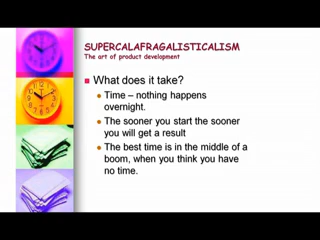 SUPERCALAFRAGALISTICALISM
The art of product development
What does it take?
Time – nothing happens
overnight.
The sooner you start the sooner
you will get a result
The best time is in the middle of a
boom, when you think you have
no time.